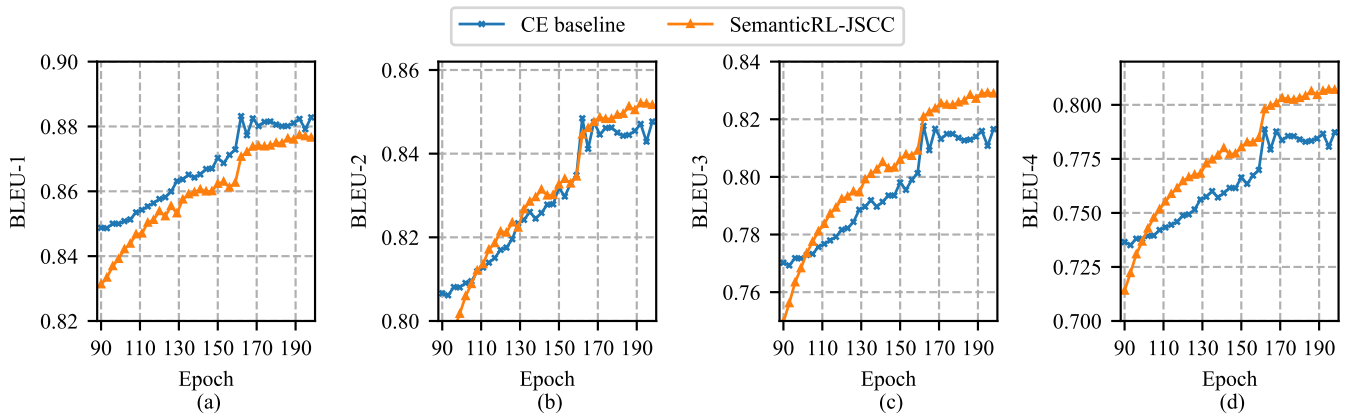 CE baseline
SemanticRL-JSCC
BLEU-1
0.90
0.88
0.86
0.84
0.82
90 110 130 150 170 190
Epoch
(a)
BLEU-2
0.86
0.84
0.82
0.80
90 110 130 150 170 190
Epoch
(b)
BLEU-3
0.84
0.82
0.80
0.78
0.76
90 110 130 150 170 190
Epoch
(c)
BLEU-4
0.800
0.775
0.750
0.725
0.700
90 110 130 150 170 190
Epoch
(d)